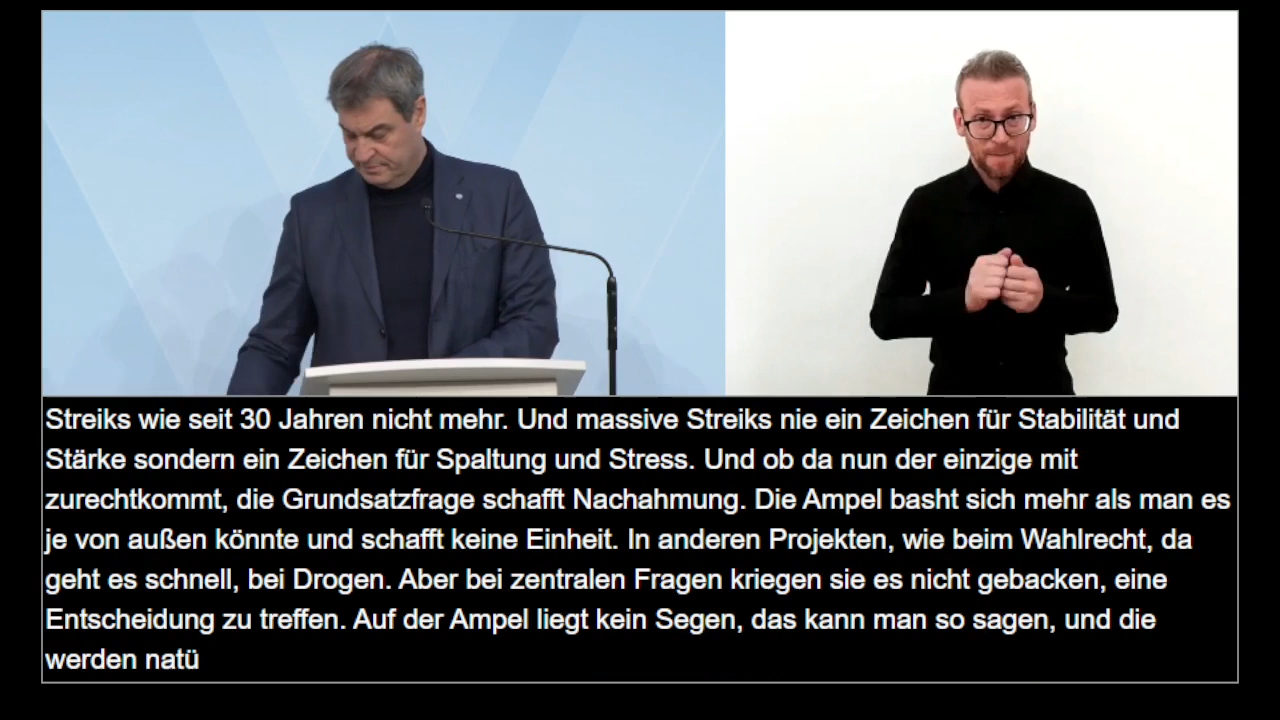 Streiks wie seit 30 Jahren nicht mehr. Und massive Streiks nie ein Zeichen für Stabilität und
Stärke sondern ein Zeichen für Spaltung und Stress. Und ob da nun der einzige mit
zurechtkommt, die Grundsatzfrage schafft Nachahmung. Die Ampel basht sich mehr als man es
je von außen könnte und schafft keine Einheit. In anderen Projekten, wie beim Wahlrecht, da
geht es schnell, bei Drogen. Aber bei zentralen Fragen kriegen sie es nicht gebacken, eine
Entscheidung zu treffen. Auf der Ampel liegt kein Segen, das kann man so sagen, und die
werden natü